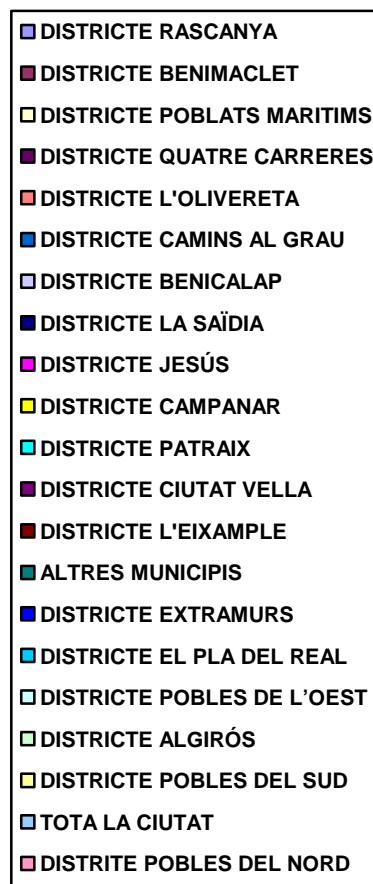 DISTRICTE RASCANYA
DISTRICTE BENIMACLET
DISTRICTE POBLATS MARITIMS
DISTRICTE QUATRE CARRERES
DISTRICTE L'OLIVERETA
DISTRICTE CAMINS AL GRAU
DISTRICTE BENICALAP
DISTRICTE LA SAÏDIA
DISTRICTE JESÚS
DISTRICTE CAMPANAR
DISTRICTE PATRAIX
DISTRICTE CIUTAT VELLA
DISTRICTE L'EIXAMPLE
ALTRES MUNICIPIS
DISTRICTE EXTRAMURS
DISTRICTE EL PLA DEL REAL
DISTRICTE POBLES DE L’OEST
DISTRICTE ALGIRÓS
DISTRICTE POBLES DEL SUD
TOTA LA CIUTAT
DISTRITE POBLES DEL NORD